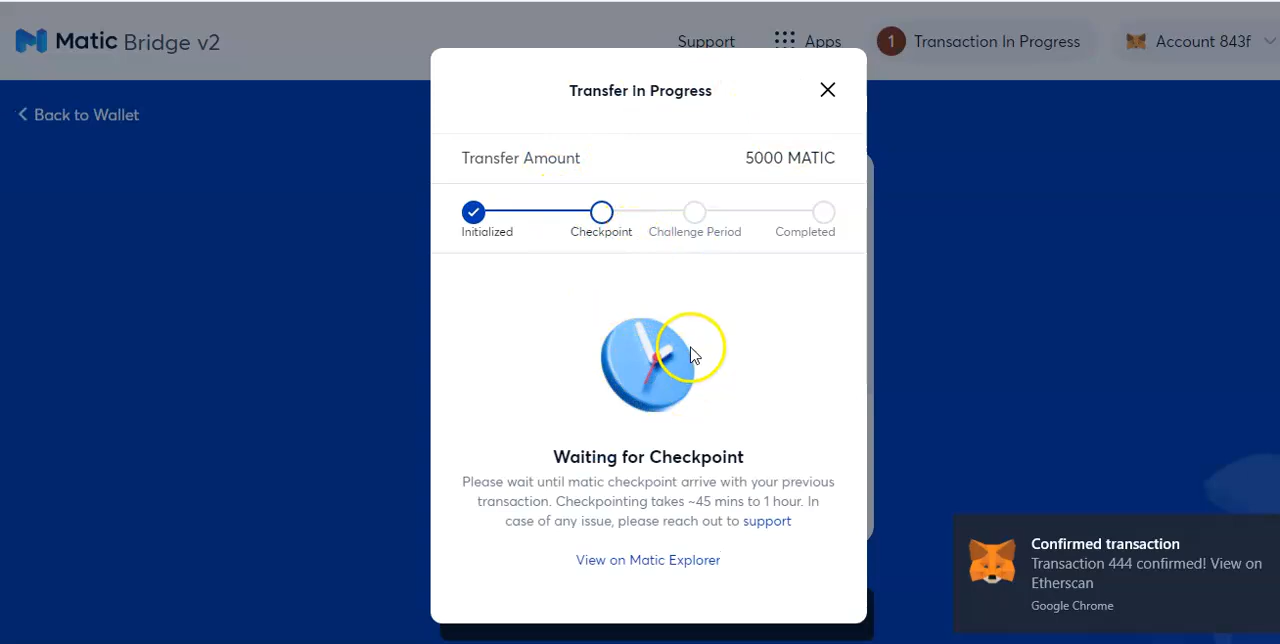 Matic Bridge v2
Support
Apps
1
Transaction In Progress
Account 843f
Back to Wallet
Transfer In Progress
Transfer Amount
5000 MATIC
Initialized
Checkpoint
Challenge Period
Completed
Waiting for Checkpoint
Please wait until matic checkpoint arrive with your previous
transaction. Checkpointing takes ~45 mins to 1 hour. In
case of any issue, please reach out to support
View on Matic Explorer
Confirmed transaction
Transaction 444 confirmed! View on
Etherscan
Google Chrome